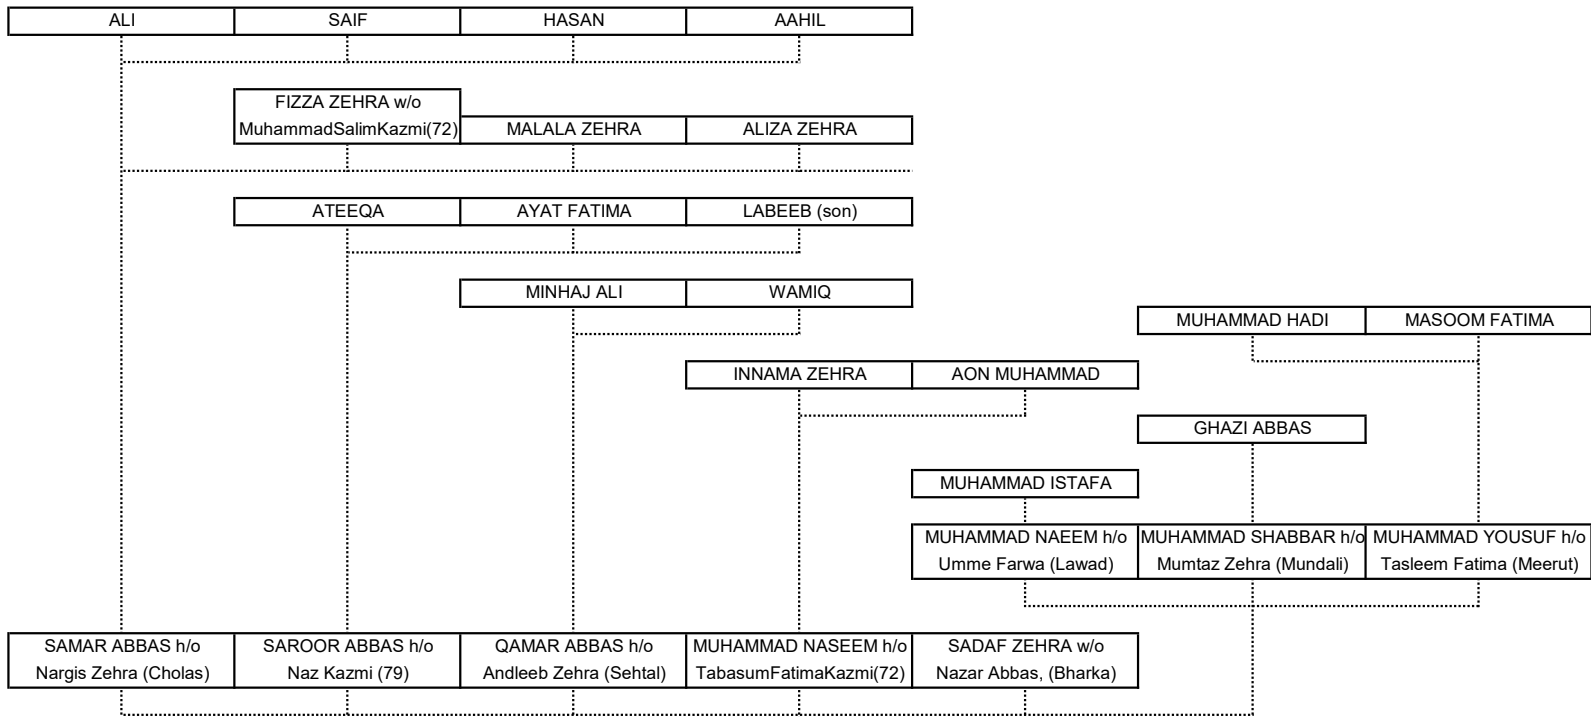 ALI
SAIF
HASAN
AAHIL
FIZZA ZEHRA w/o
MuhammadSalimKazmi(72)
MALALA ZEHRA
ALIZA ZEHRA
ATEEQA
AYAT FATIMA
LABEEB (son)
MINHAJ ALI
WAMIQ
MUHAMMAD HADI
MASOOM FATIMA
INNAMA ZEHRA
AON MUHAMMAD
GHAZI ABBAS
MUHAMMAD ISTAFA
MUHAMMAD NAEEM h/o
Umme Farwa (Lawad)
MUHAMMAD SHABBAR h/o
Mumtaz Zehra (Mundali)
MUHAMMAD YOUSUF h/o
Tasleem Fatima (Meerut)
SAMAR ABBAS h/o
Nargis Zehra (Cholas)
SAROOR ABBAS h/o
Naz Kazmi (79)
QAMAR ABBAS h/o
Andleeb Zehra (Sehtal)
MUHAMMAD NASEEM h/o
TabasumFatimaKazmi(72)
SADAF ZEHRA w/o
Nazar Abbas, (Bharka)